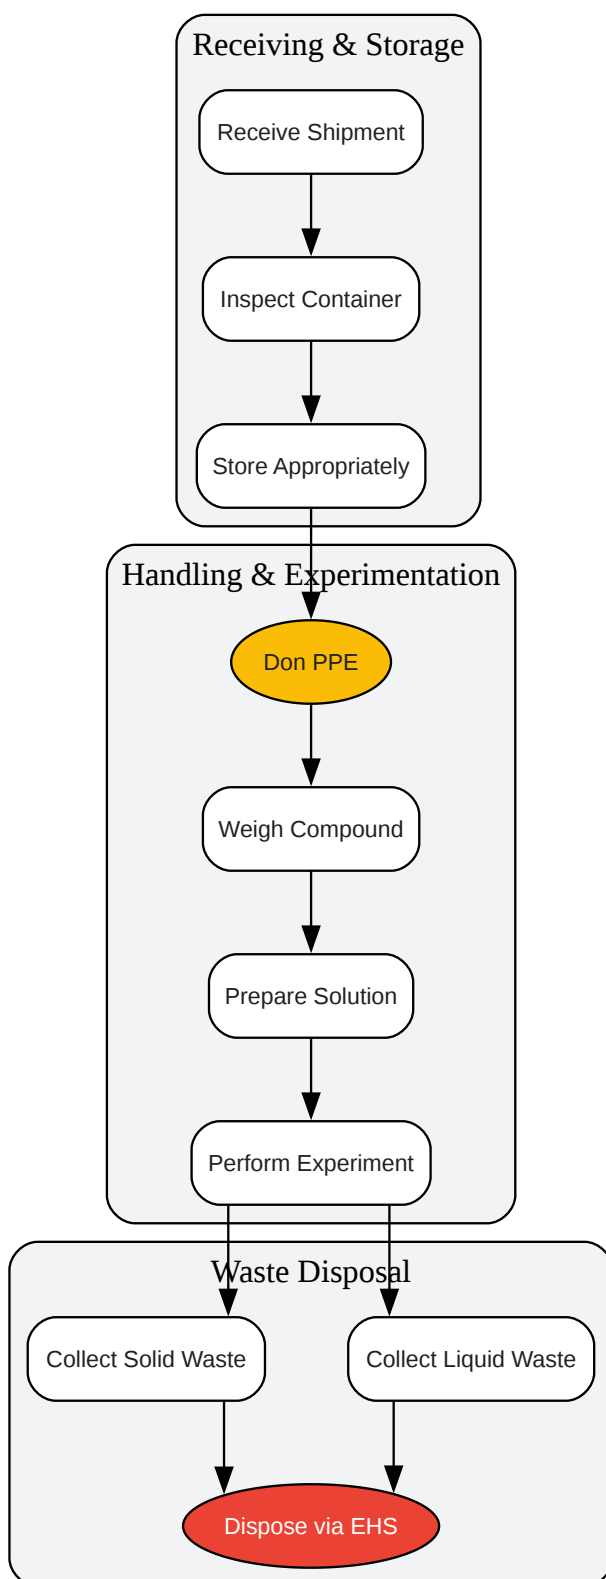 Receiving & Storage
Receive Shipment
Inspect Container
Store Appropriately
Handling & Experimentation
Don PPE
Weigh Compound
Prepare Solution
Perform Experiment
Waste Disposal
Collect Solid Waste
Collect Liquid Waste
Dispose via EHS